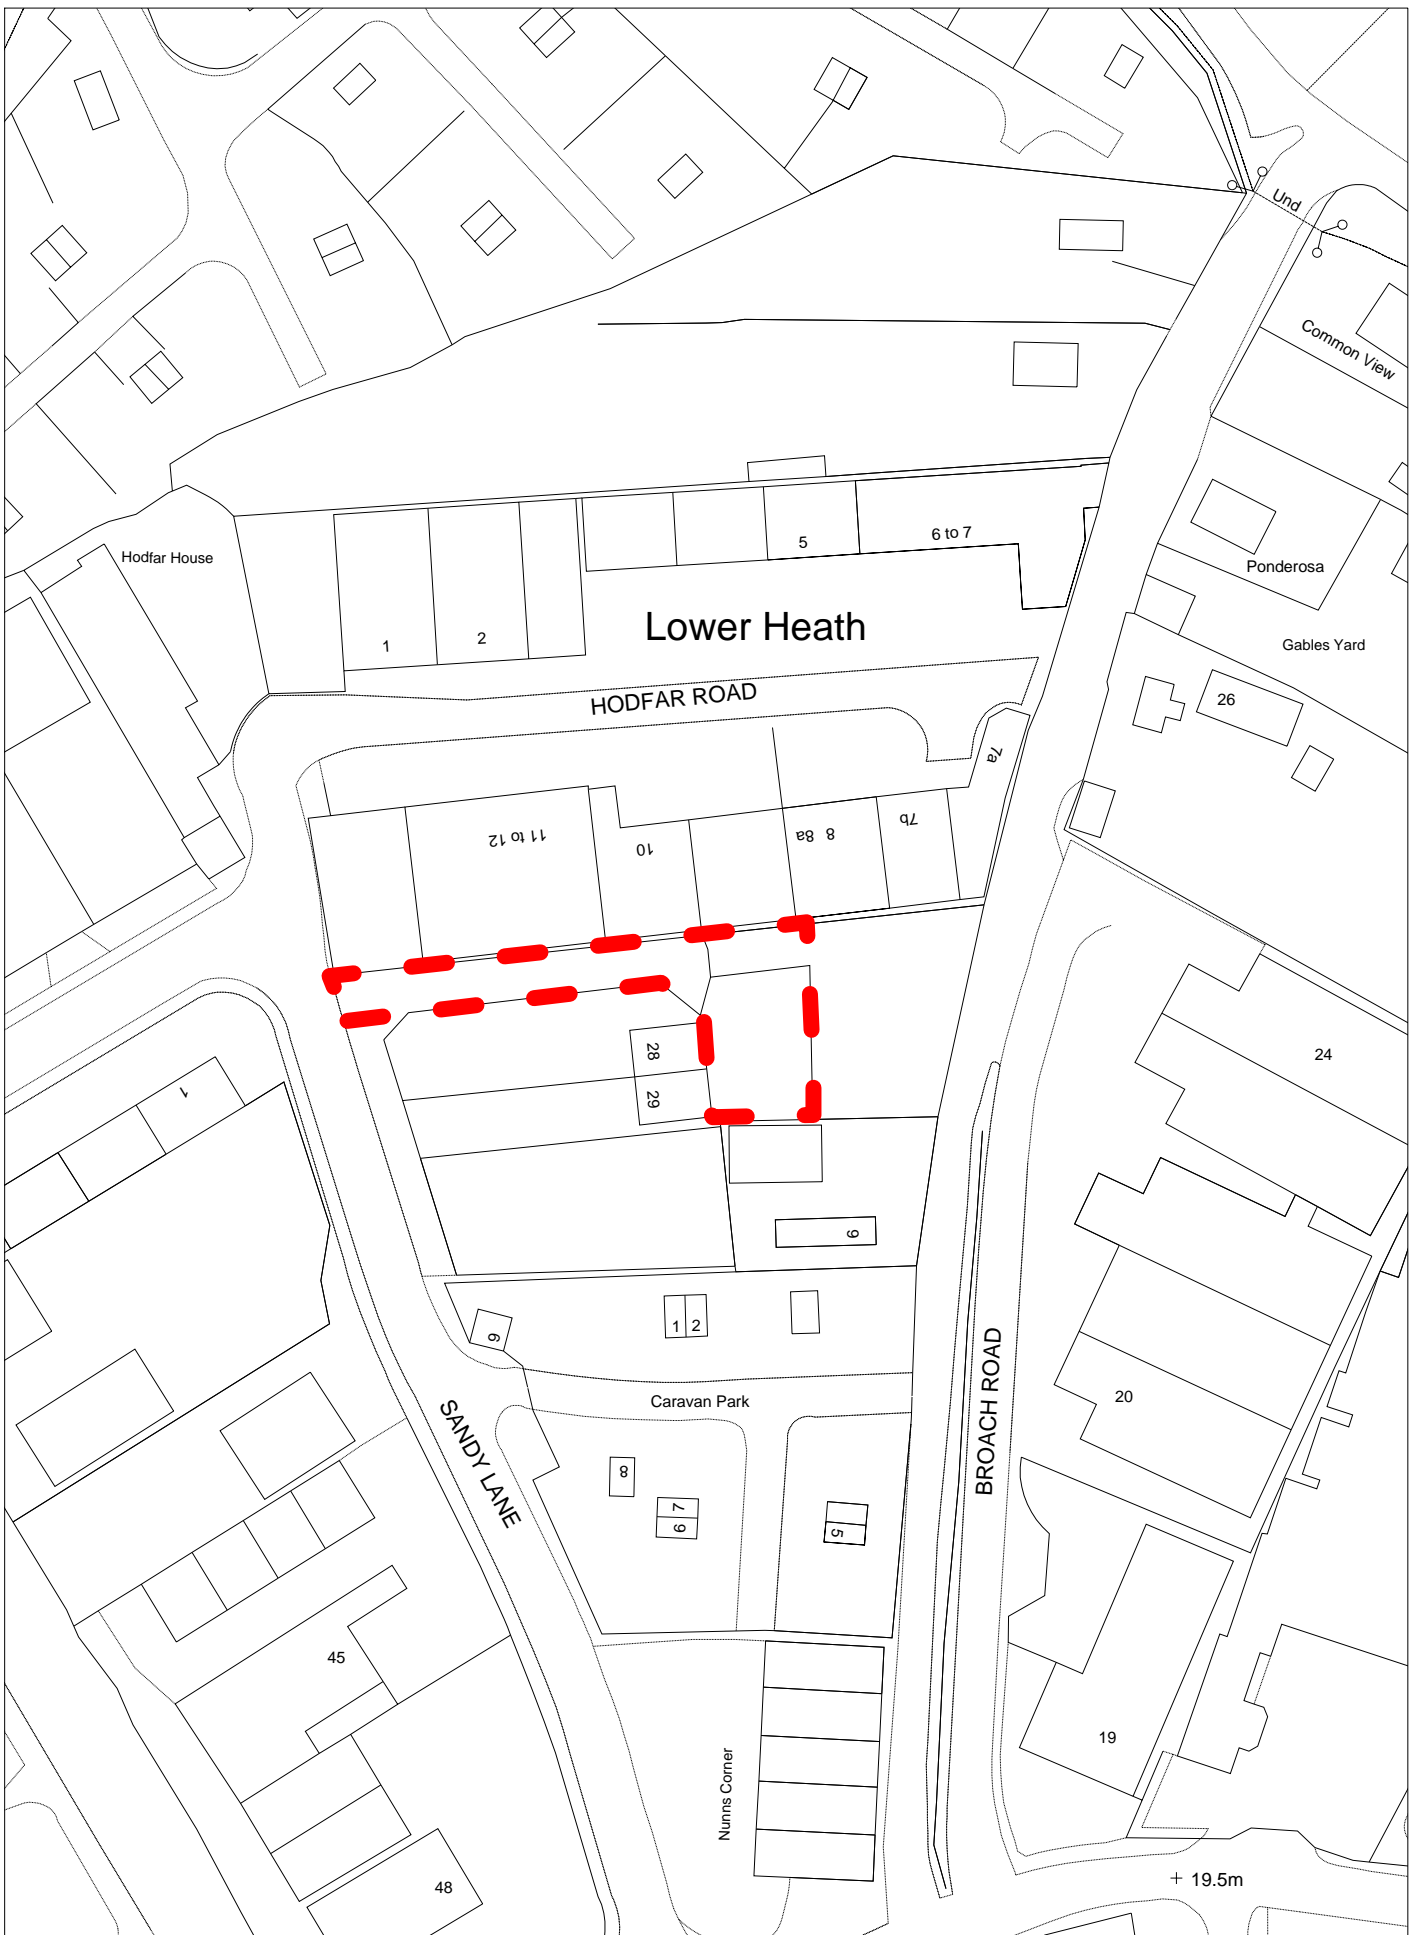 Und
Common View
Hodfar House
5
6 to 7
Ponderosa
1
2
Lower Heath
Gables Yard
HODFAR ROAD
26
7a
11 to 12
10
8a
8
7b
28
29
24
1
9
6
1
2
Caravan Park
SANDY LANE
BROACH ROAD
20
8
7
6
5
45
19
Nunns Corner
48
19.5m